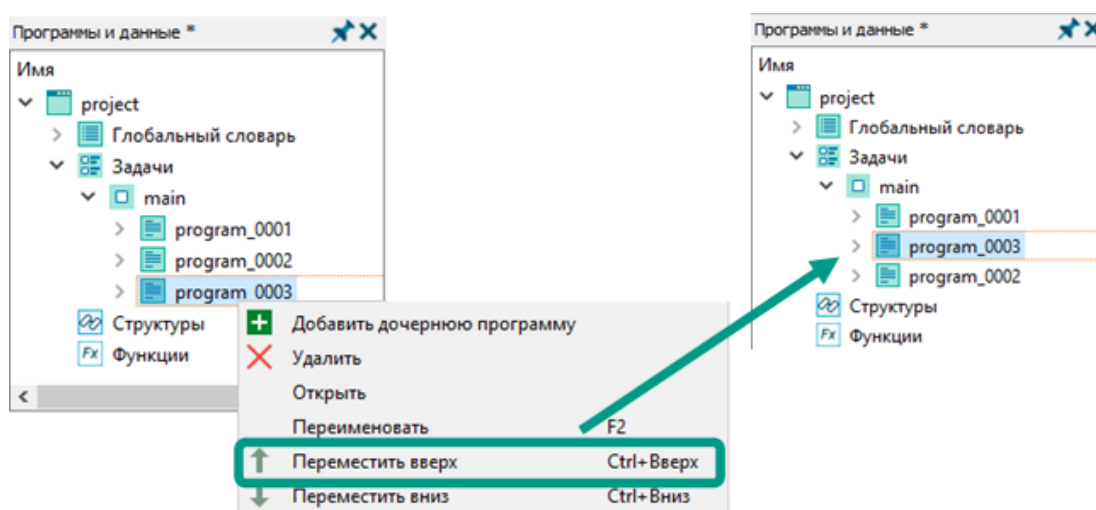 Программы и данные *
Имя
project
Глобальный словарь
Задачи
main
program_0001
program_0002
program_0003
Структуры
Fx Функции
Добавить дочернюю программу
Удалить
Открыть
Переименовать F2
Переместить вверх Ctrl+Вверх
Переместить вниз Ctrl+Вниз
Программы и данные *
Имя
project
Глобальный словарь
Задачи
main
program_0001
program_0003
program_0002
Структуры
Fx Функции